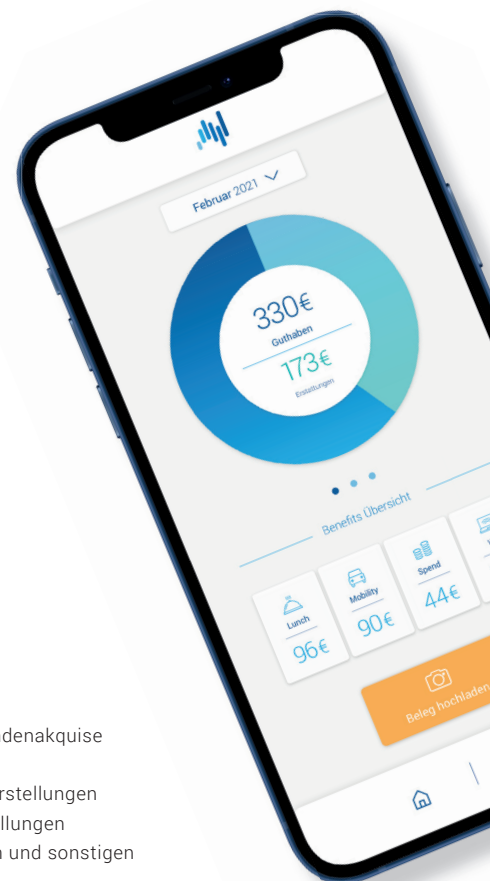 Februar 2021
330€
Guthaben
173€
Erstattungen
Benefits Übersicht
Lunch
96€
Mobility
90€
Spend
44€
Beleg hochladen
ndenakquise
rstellungen
llungen
n und sonstigen